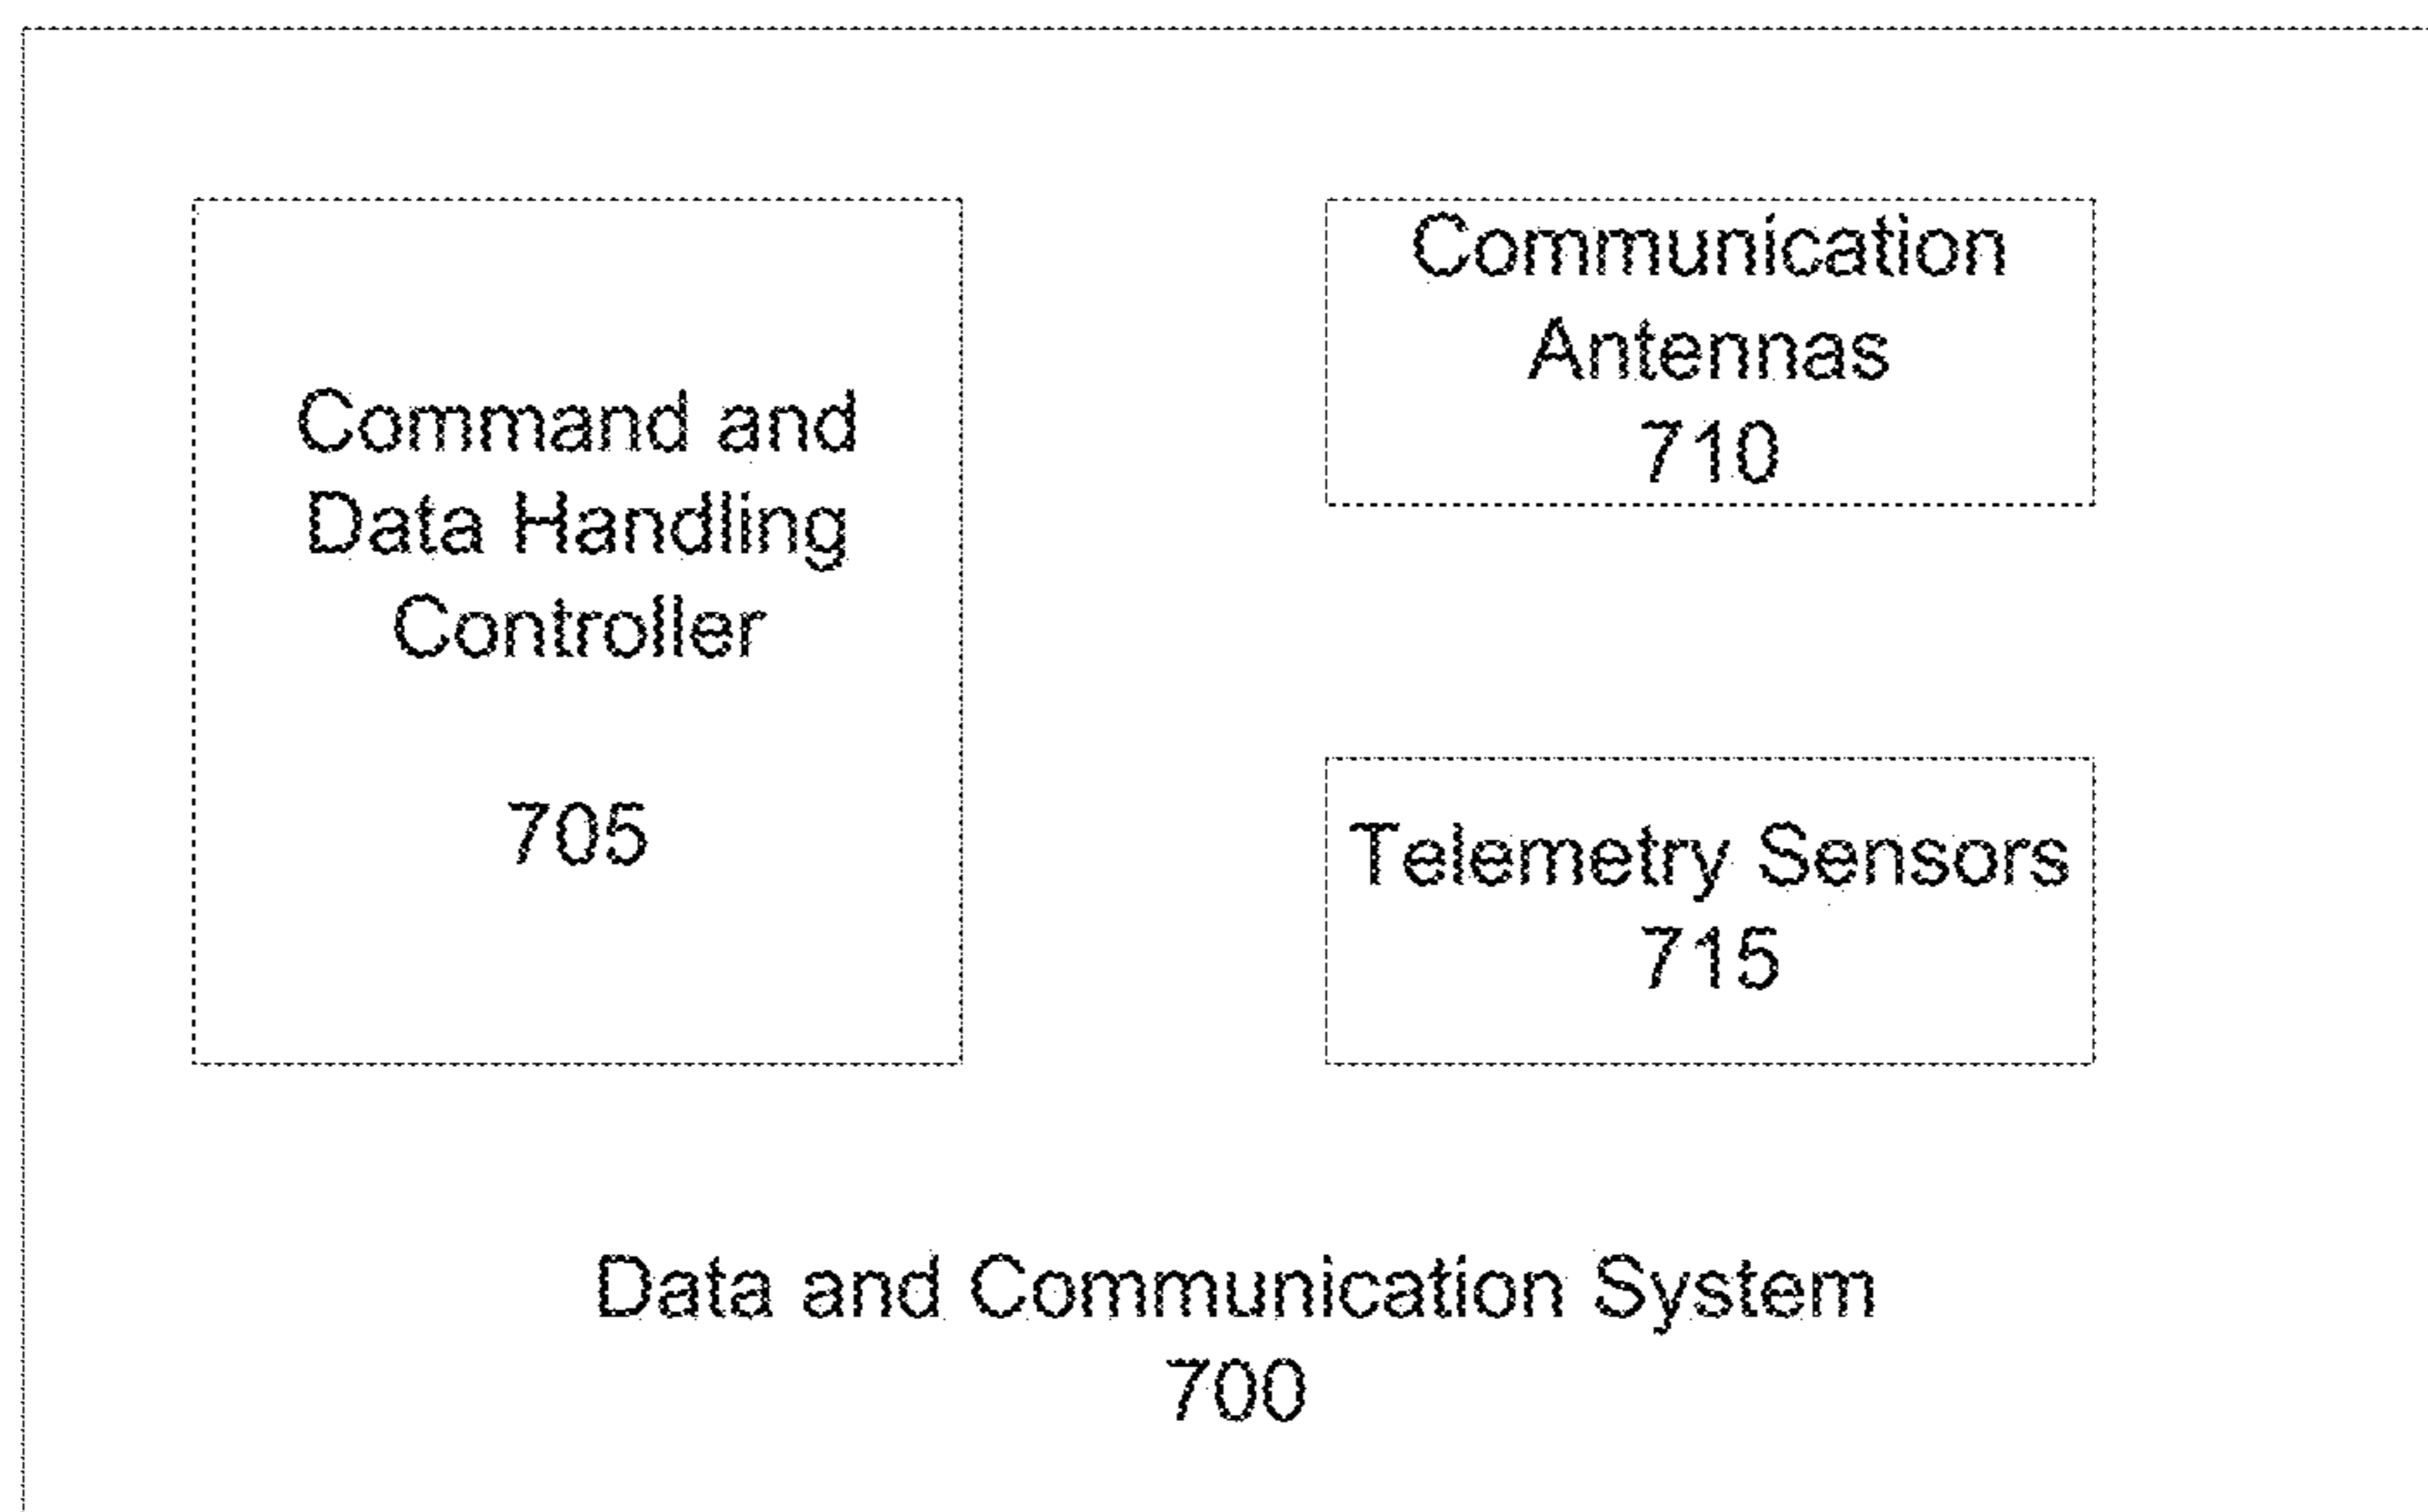 Command and
Data Handling
Controller
705
Communication
Antennas
710
Telemetry Sensors
715
Data and Communication System
700